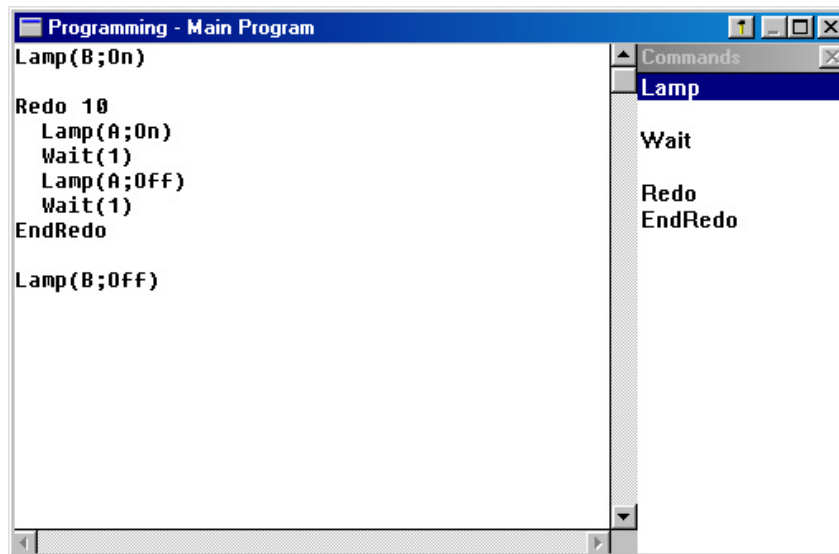 Programming - Main Program
Lamp(B;On)
Redo 10
Lamp(A;On)
Wait(1)
Lamp(A;Off)
Wait(1)
EndRedo
Lamp(B;Off)
Commands
Lamp
Wait
Redo
EndRedo